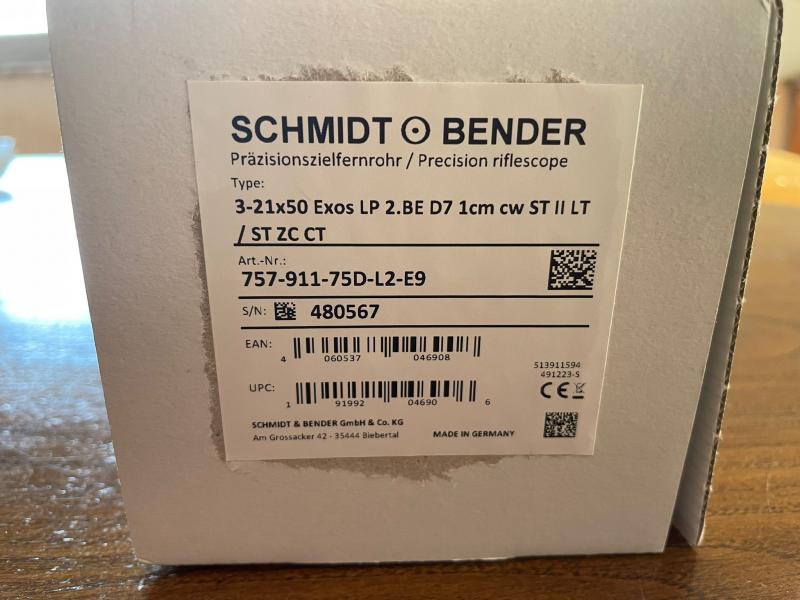 SCHMIDT BENDER
Präzisionszielfernrohr / Precision riflescope
Type:
3-21x50 Exos LP 2.BE D7 1cm cw ST II LT
/ ST ZC CT
Art.-Nr.:
757-911-75D-L2-E9
S/N: 480567
EAN:
4 060537 046908
513911594
491223-S
UPC:
1 91992 04690 6
CE
SCHMIDT & BENDER GmbH & Co. KG
Am Grossacker 42 - 35444 Biebertal
MADE IN GERMANY